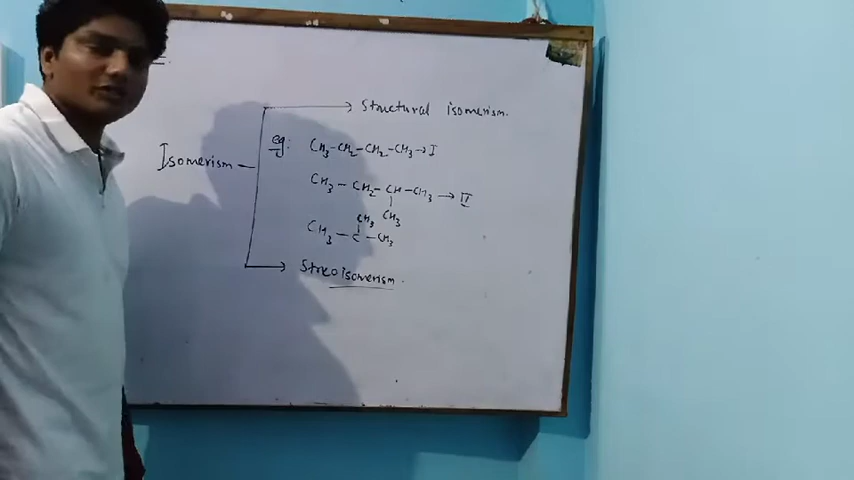 Structural isomerism.
eg: CH3-CH2-CH2-CH3→I
Isomerism
CH3-CH2-CH-CH3→II
CH3
CH3
CH3-C-CH3
Streoisomerism.